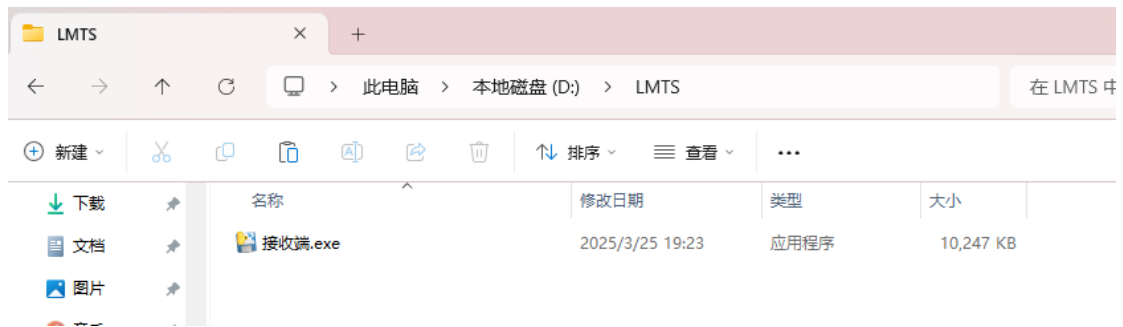 LMTS
此电脑 > 本地磁盘 (D:) > LMTS
在 LMTS 中
新建
排序
查看
名称 修改日期 类型 大小
下载
接收端.exe 2025/3/25 19:23 应用程序 10,247 KB
文档
图片